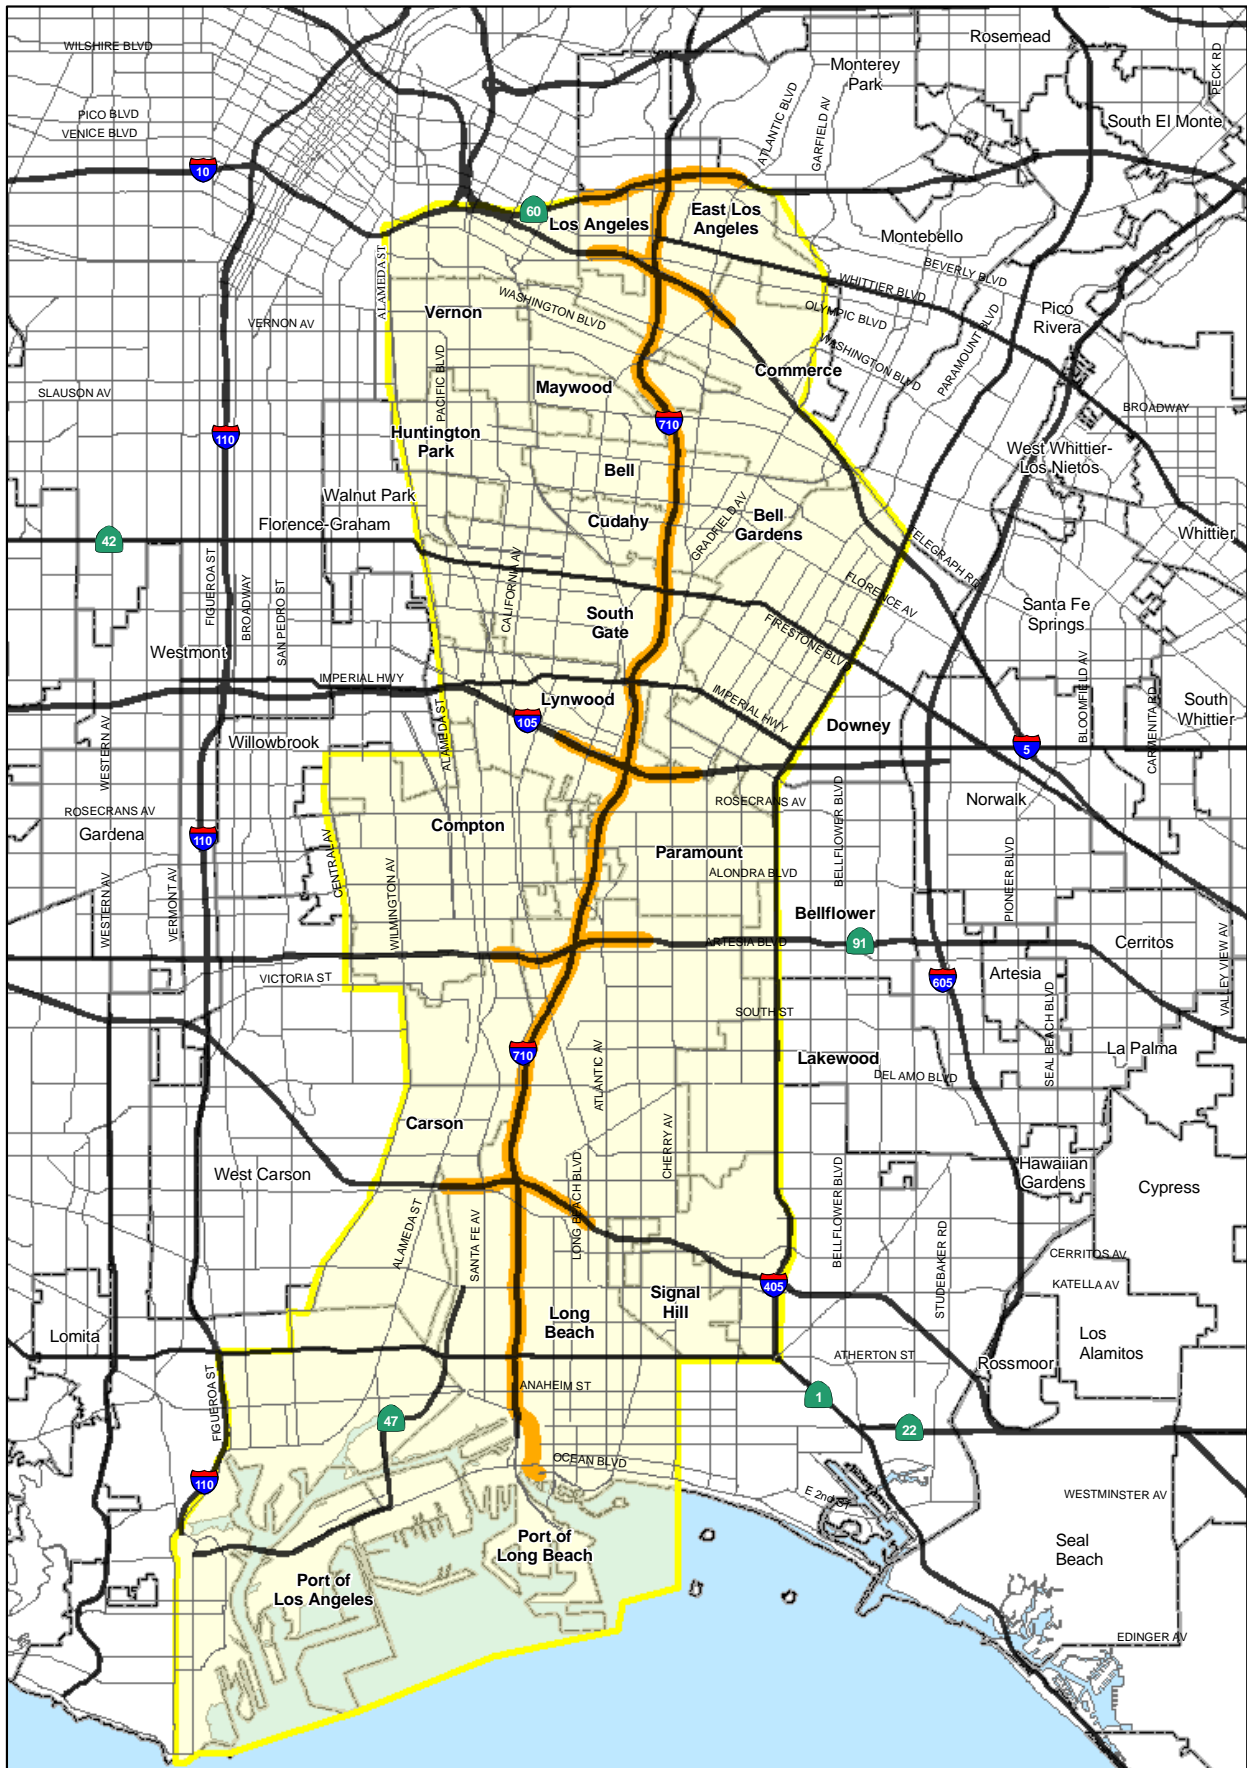 WILSHIRE BLVD
Rosemead
Monterey
Park
PECK RD
PICO BLVD
VENICE BLVD
ATLANTIC BLVD
GARFIELD AV
South El Monte
10
60
Los Angeles
East Los
Angeles
Montebello
ALAMEDA ST
BEVERLY BLVD
WHITTIER BLVD
WASHINGTON BLVD
OLYMPIC BLVD
Vernon
VERNON AV
Pico
Rivera
WASHINGTON BLVD
PARAMOUNT BLVD
PACIFIC BLVD
Commerce
Maywood
SLAUSON AV
BROADWAY
710
110
Huntington
Park
West Whittier-
Los Nietos
Bell
Walnut Park
Florence-Graham
Cudahy
GRADFIELD AV
Bell
Gardens
42
Whittier
TELEGRAPH RD
FIGUEROA ST
BROADWAY
SAN PEDRO ST
CALIFORNIA AV
FLORENCE AV
South
Gate
FIRESTONE BLVD
Santa Fe
Springs
Westmont
IMPERIAL HWY
Lynwood
IMPERIAL HWY
BLOOMFIELD AV
CARMENITA RD
South
Whittier
105
Downey
WESTERN AV
Willowbrook
ALAMEDA ST
5
ROSECRANS AV
Gardena
110
ROSECRANS AV
BELLFLOWER BLVD
Norwalk
Compton
CENTRAL AV
Paramount
WESTERN AV
VERMONT AV
WILMINGTON AV
ALONDRA BLVD
PIONEER BLVD
Bellflower
ARTESIA BLVD
91
Cerritos
VALLEY VIEW AV
VICTORIA ST
605
Artesia
SOUTH ST
SEAL BEACH BLVD
710
ATLANTIC AV
Lakewood
DEL AMO BLVD
La Palma
Carson
CHERRY AV
West Carson
LONG BEACH BLVD
BELLFLOWER BLVD
Hawaiian
Gardens
Cypress
ALAMEDA ST
SANTA FE AV
STUDEBAKER RD
CERRITOS AV
KATELLA AV
405
Signal
Hill
Long
Beach
Lomita
Los
Alamitos
ATHERTON ST
Rossmoor
FIGUEROA ST
ANAHEIM ST
1
47
22
OCEAN BLVD
110
E 2nd ST
WESTMINSTER AV
Port of
Long Beach
Seal
Beach
Port of
Los Angeles
EDINGER AV